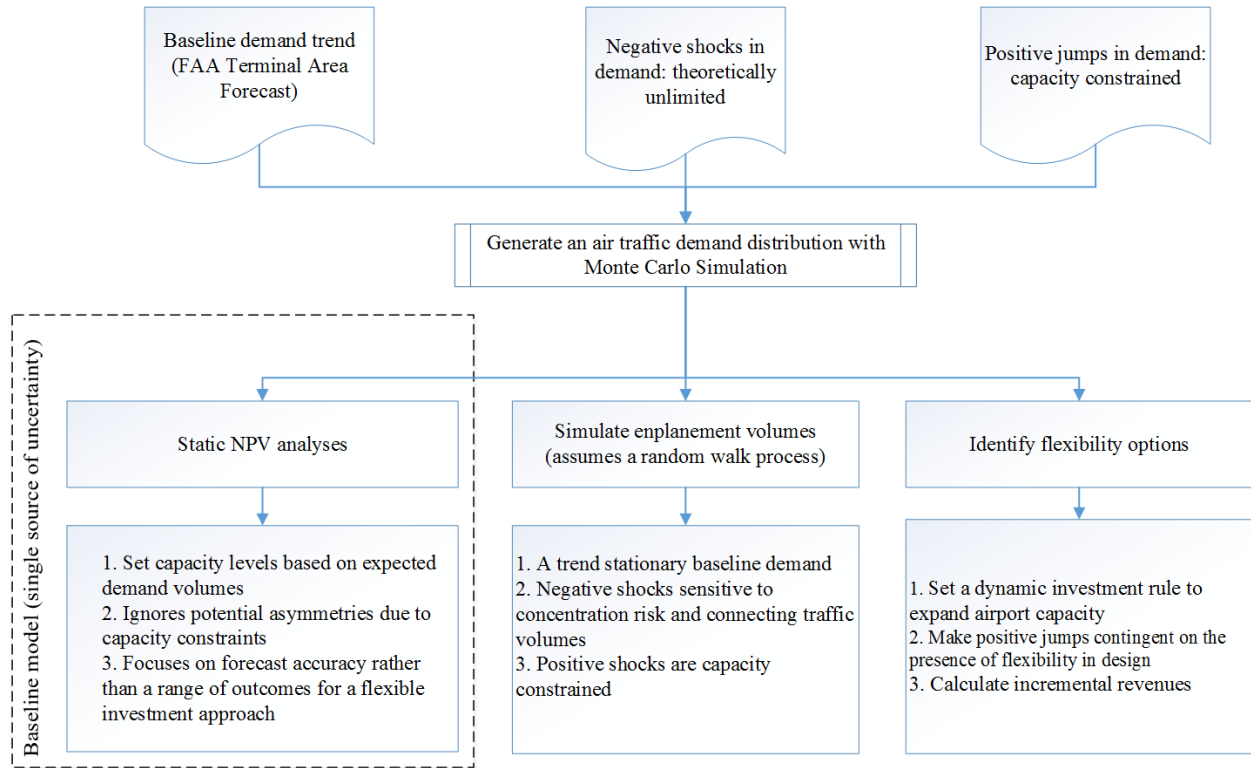 Baseline demand trend
(FAA Terminal Area
Forecast)
Negative shocks in
demand: theoretically
unlimited
Positive jumps in demand:
capacity constrained
Generate an air traffic demand distribution with
Monte Carlo Simulation
Baseline model (single source of uncertainty)
Static NPV analyses
Simulate enplanement volumes
(assumes a random walk process)
Identify flexibility options
1. Set capacity levels based on expected
demand volumes
2. Ignores potential asymmetries due to
capacity constraints
3. Focuses on forecast accuracy rather
than a range of outcomes for a flexible
investment approach
1. A trend stationary baseline demand
2. Negative shocks sensitive to
concentration risk and connecting traffic
volumes
3. Positive shocks are capacity
constrained
1. Set a dynamic investment rule to
expand airport capacity
2. Make positive jumps contingent on the
presence of flexibility in design
3. Calculate incremental revenues